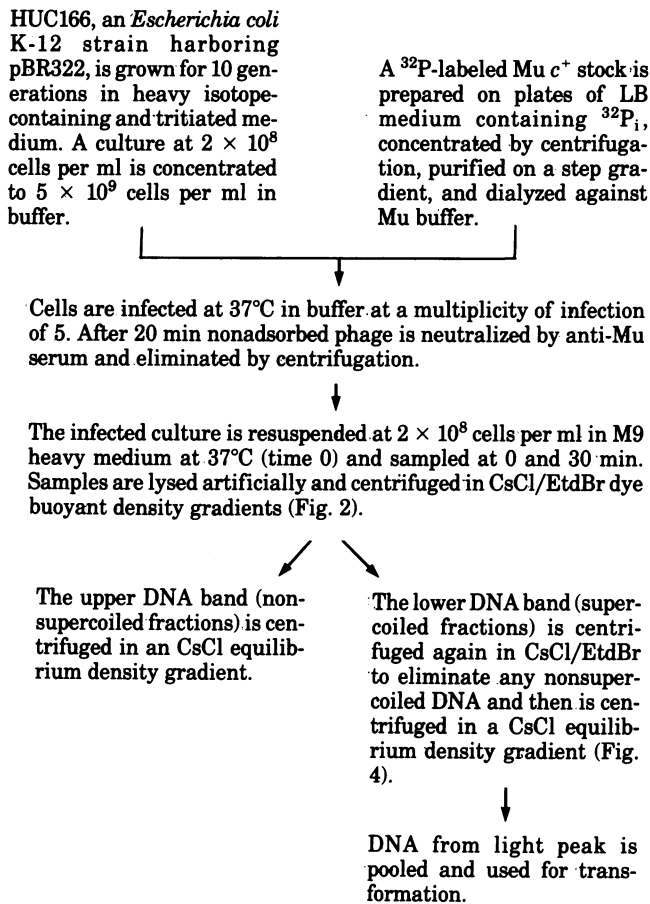 HUC166, an Escherichia coli
K-12 strain harboring
pBR322, is grown for 10 gen-
erations in heavy isotope-
containing and tritiated me-
dium. A culture at 2 × 10⁸
cells per ml is concentrated
to 5 × 10⁹ cells per ml in
buffer.
A ³²P-labeled Mu c⁺ stock is
prepared on plates of LB
medium containing ³²Pᵢ,
concentrated by centrifuga-
tion, purified on a step gra-
dient, and dialyzed against
Mu buffer.
Cells are infected at 37°C in buffer at a multiplicity of infection
of 5. After 20 min nonadsorbed phage is neutralized by anti-Mu
serum and eliminated by centrifugation.
The infected culture is resuspended at 2 × 10⁸ cells per ml in M9
heavy medium at 37°C (time 0) and sampled at 0 and 30 min.
Samples are lysed artificially and centrifuged in CsCl/EtdBr dye
buoyant density gradients (Fig. 2).
The upper DNA band (non-
supercoiled fractions) is cen-
trifuged in an CsCl equilib-
rium density gradient.
The lower DNA band (super-
coiled fractions) is centri-
fuged again in CsCl/EtdBr
to eliminate any nonsuper-
coiled DNA and then is cen-
trifuged in a CsCl equilib-
rium density gradient (Fig.
4).
DNA from light peak is
pooled and used for trans-
formation.